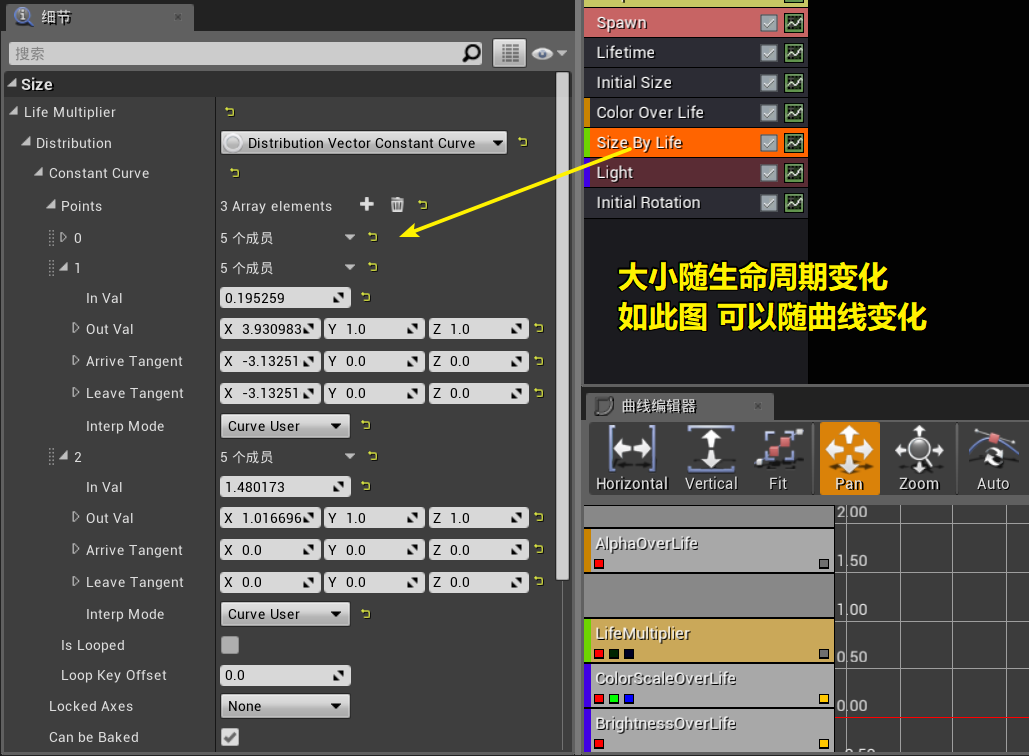 细节
搜索
Size
Life Multiplier
Distribution
Distribution Vector Constant Curve
Constant Curve
Points
3 Array elements
0
5 个成员
1
5 个成员
In Val
0.195259
Out Val
X 3.930983
Y 1.0
Z 1.0
Arrive Tangent
X -3.13251
Y 0.0
Z 0.0
Leave Tangent
X -3.13251
Y 0.0
Z 0.0
Interp Mode
Curve User
2
5 个成员
In Val
1.480173
Out Val
X 1.016696
Y 1.0
Z 1.0
Arrive Tangent
X 0.0
Y 0.0
Z 0.0
Leave Tangent
X 0.0
Y 0.0
Z 0.0
Interp Mode
Curve User
Is Looped
Loop Key Offset
0.0
Locked Axes
None
Can be Baked
Spawn
Lifetime
Initial Size
Color Over Life
Size By Life
Light
Initial Rotation
大小随生命周期变化
如此图 可以随曲线变化
曲线编辑器
Horizontal
Vertical
Fit
Pan
Zoom
Auto
AlphaOverLife
LifeMultiplier
ColorScaleOverLife
BrightnessOverLife
2.00
1.50
1.00
0.50
0.00